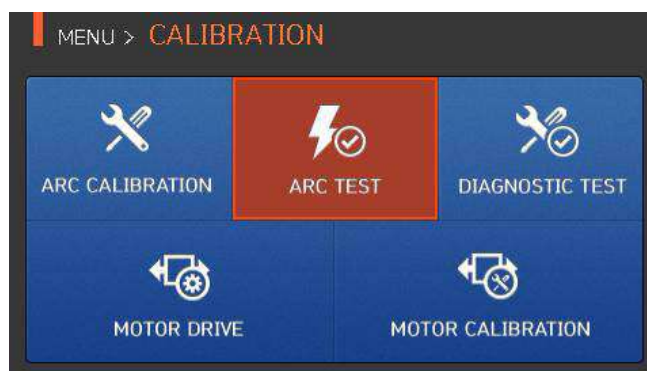 MENU > CALIBRATION
ARC CALIBRATION
ARC TEST
DIAGNOSTIC TEST
MOTOR DRIVE
MOTOR CALIBRATION